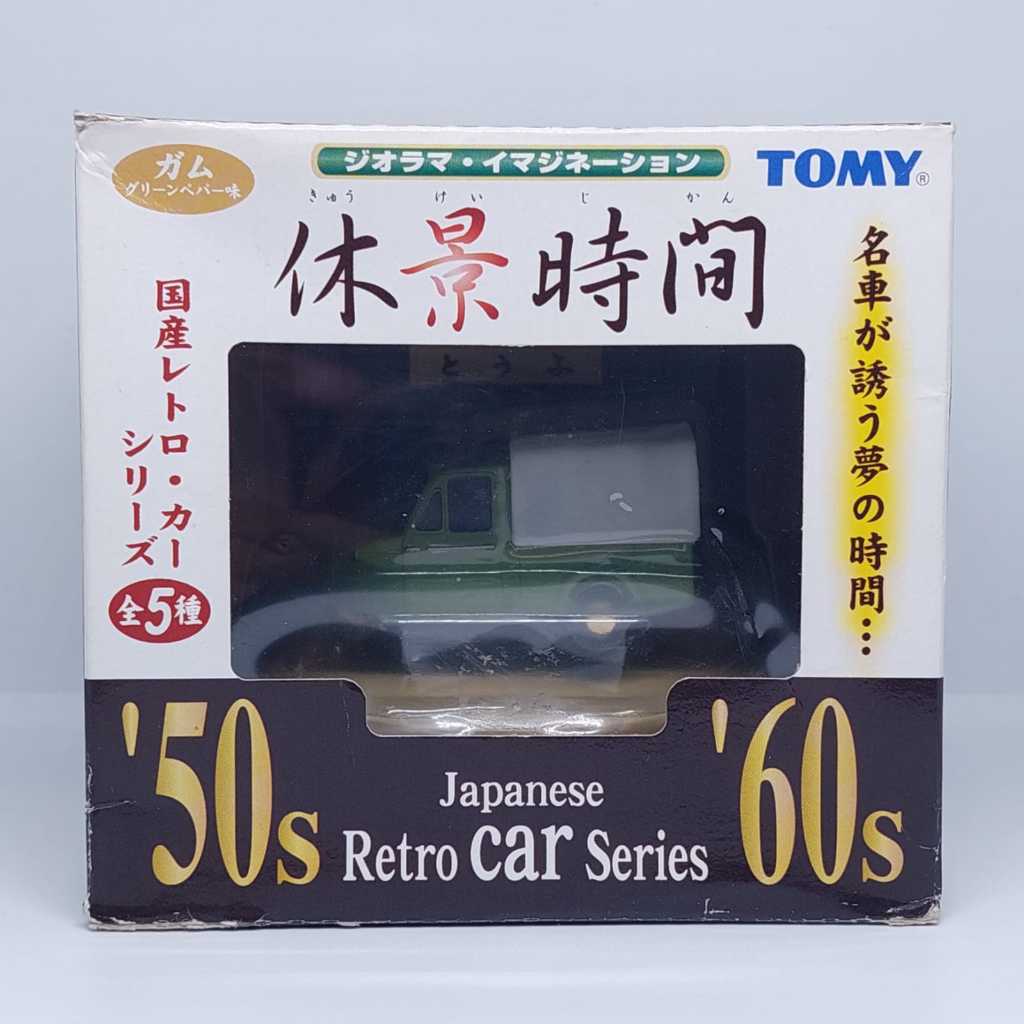 ガム
グリーンペパー味
ジオラマ・イマジネーション
TOMY®
きゅう けい じ かん
休景時間
名車が誘う夢の時間…
国産レトロ・カー
シリーズ
全5種
とうふ
'50s
Japanese
Retro car Series
'60s